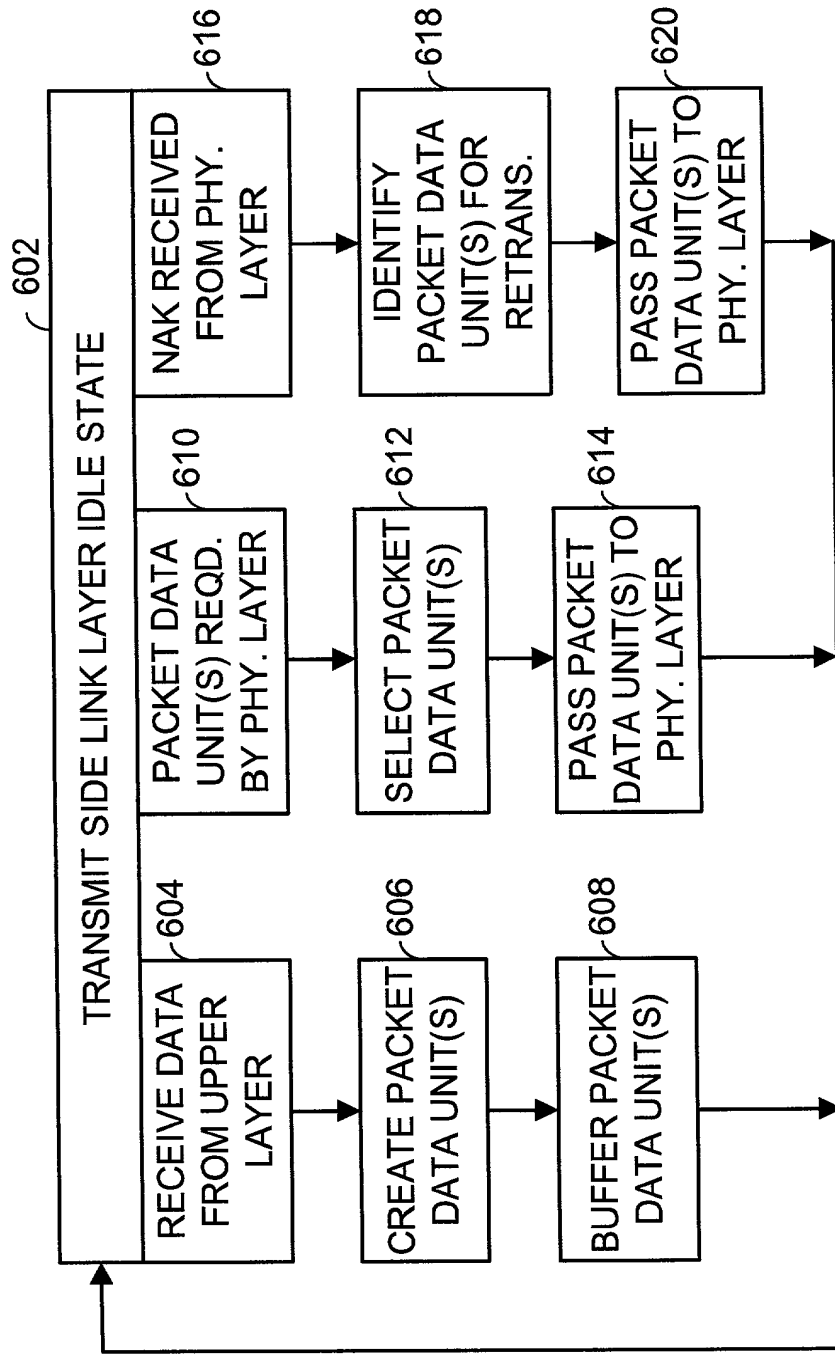 602
TRANSMIT SIDE LINK LAYER IDLE STATE
604
RECEIVE DATA
FROM UPPER
LAYER
606
CREATE PACKET
DATA UNIT(S)
608
BUFFER PACKET
DATA UNIT(S)
610
PACKET DATA
UNIT(S) REQD.
BY PHY. LAYER
612
SELECT PACKET
DATA UNIT(S)
614
PASS PACKET
DATA UNIT(S) TO
PHY. LAYER
616
NAK RECEIVED
FROM PHY.
LAYER
618
IDENTIFY
PACKET DATA
UNIT(S) FOR
RETRANS.
620
PASS PACKET
DATA UNIT(S) TO
PHY. LAYER